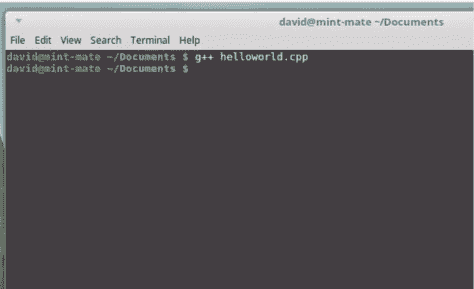 david@mint-mate ~/Documents
File Edit View Search Terminal Help
david@mint-mate ~/Documents $ g++ helloworld.cpp
david@mint-mate ~/Documents $